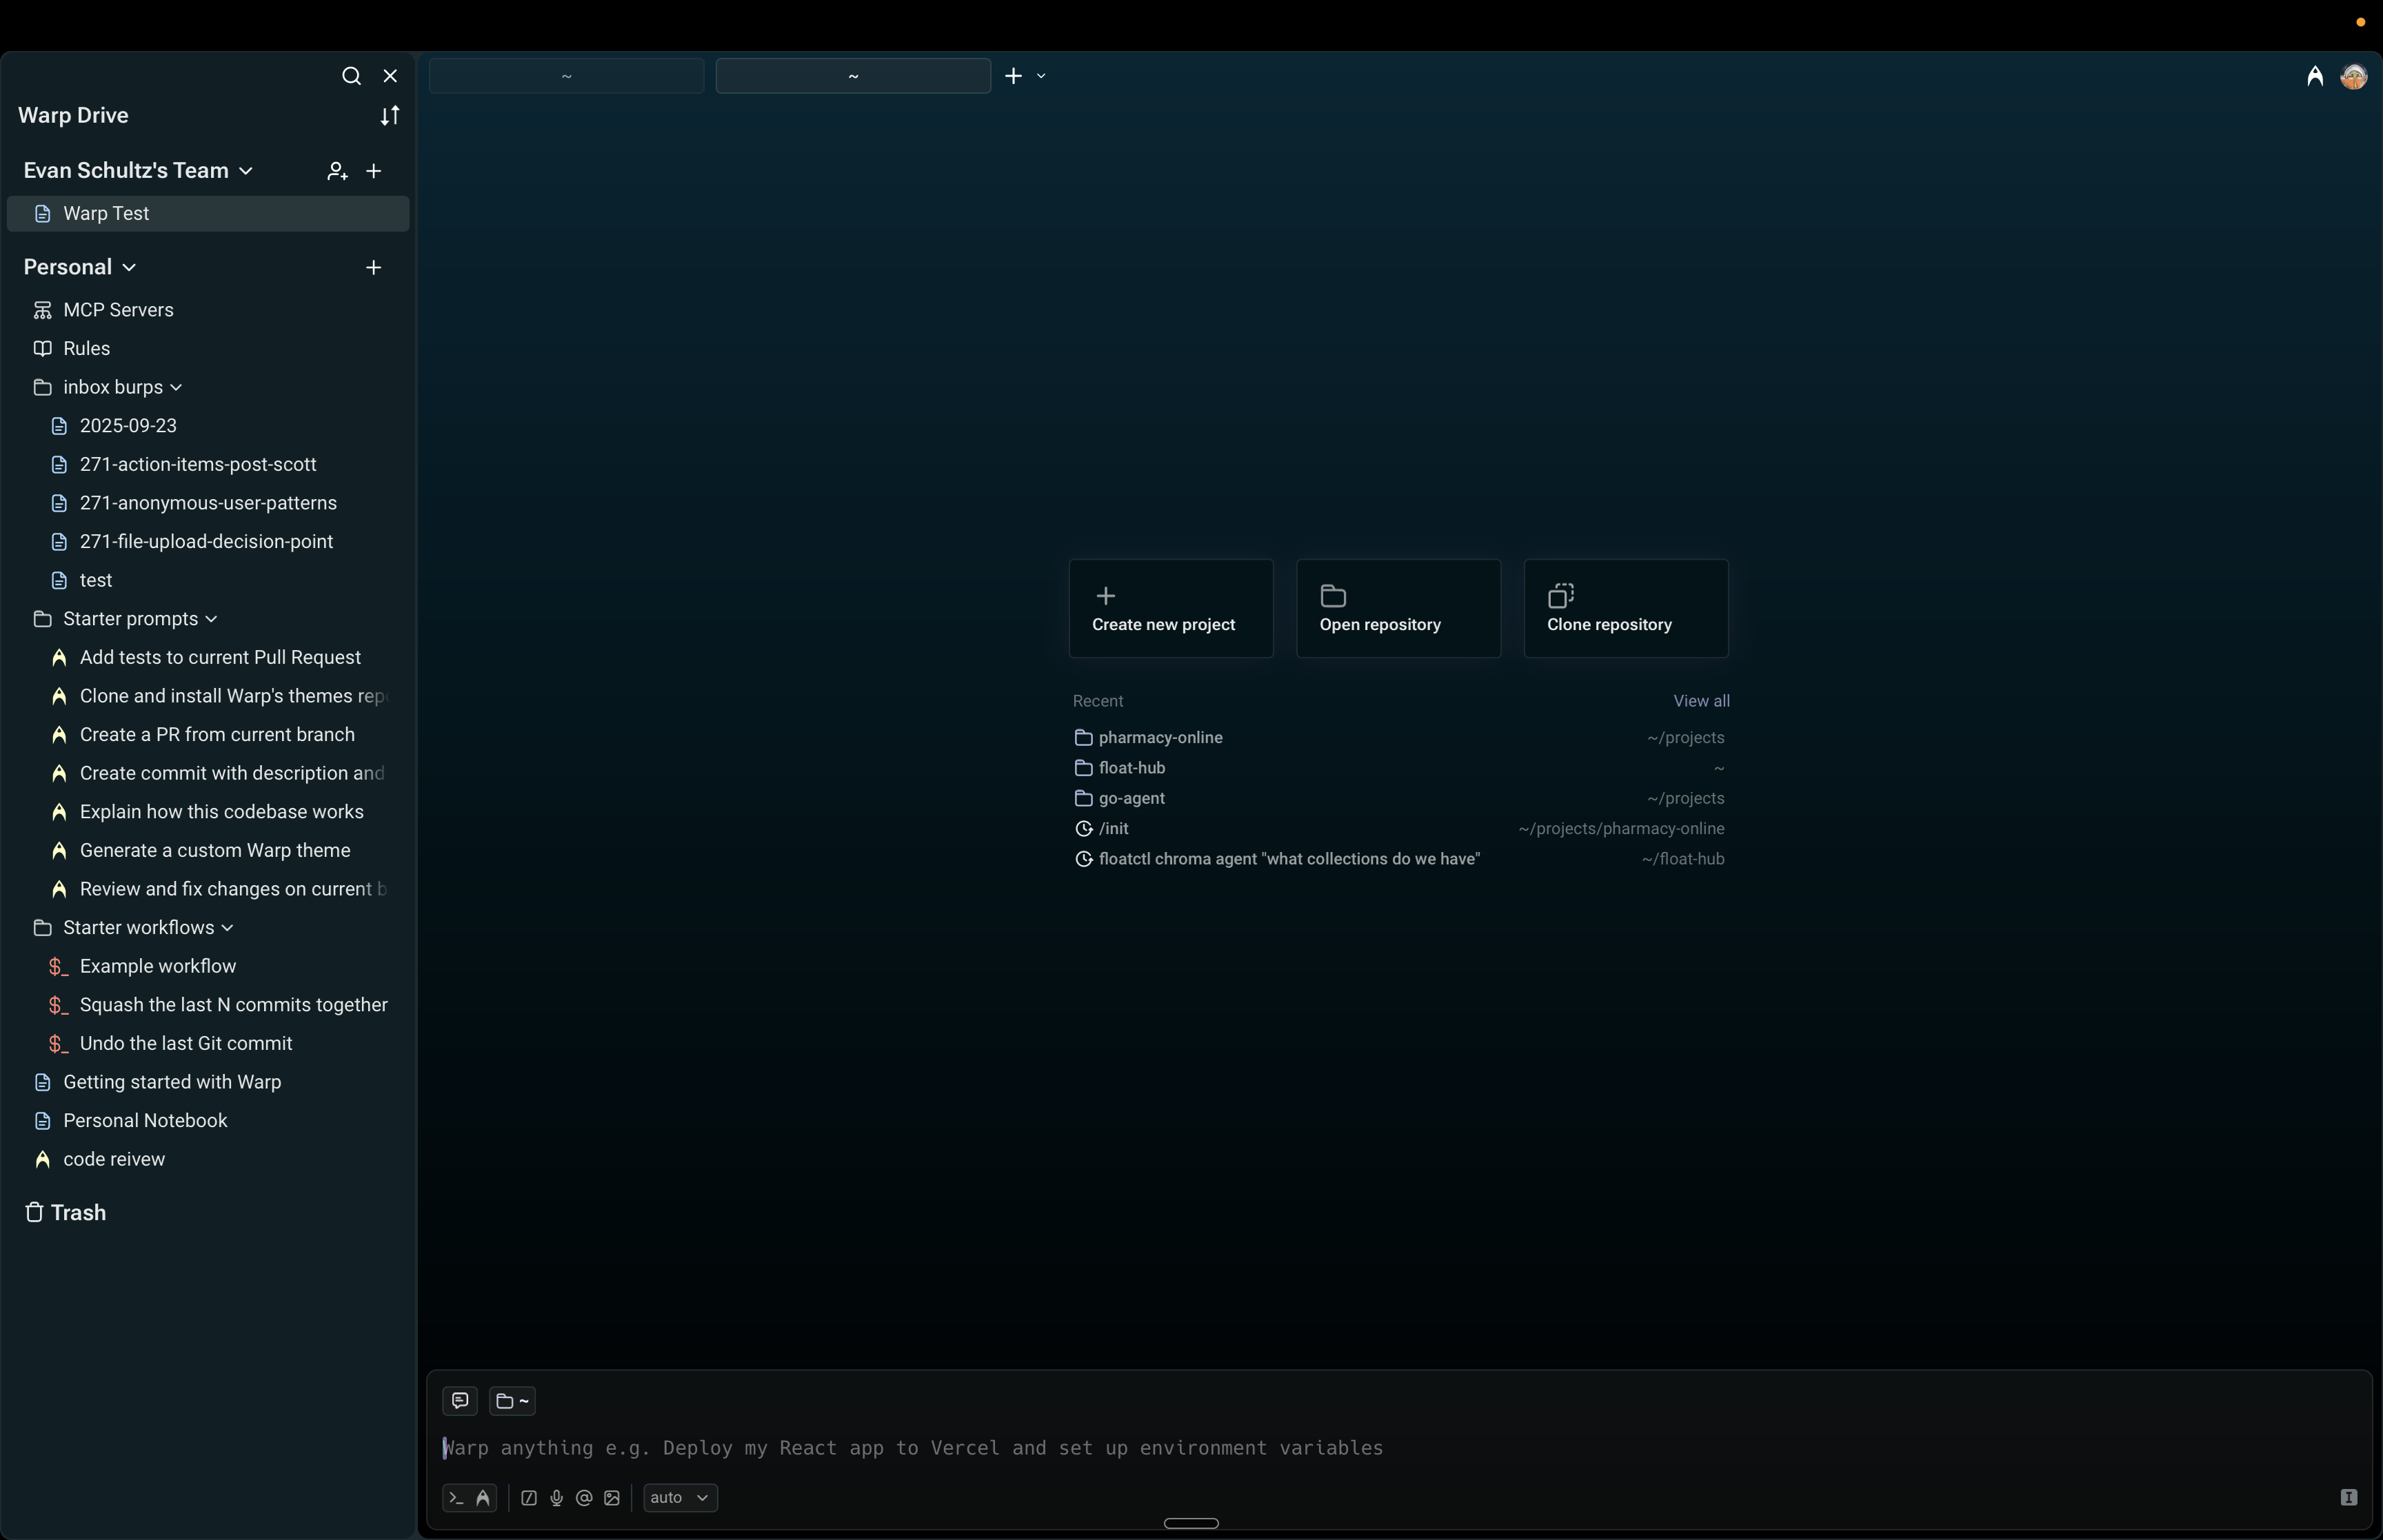 ~
~
Warp Drive
Evan Schultz's Team
Warp Test
Personal
MCP Servers
Rules
inbox burps
2025-09-23
271-action-items-post-scott
271-anonymous-user-patterns
271-file-upload-decision-point
test
Starter prompts
Add tests to current Pull Request
Clone and install Warp's themes
Create a PR from current branch
Create commit with description and
Explain how this codebase works
Generate a custom Warp theme
Review and fix changes on current
Starter workflows
$_ Example workflow
$_ Squash the last N commits together
$_ Undo the last Git commit
Getting started with Warp
Personal Notebook
code reivew
Trash
Create new project
Open repository
Clone repository
Recent View all
pharmacy-online ~/projects
float-hub ~
go-agent ~/projects
/init ~/projects/pharmacy-online
floatctl chroma agent "what collections do we have" ~/float-hub
~
Warp anything e.g. Deploy my React app to Vercel and set up environment variables
auto